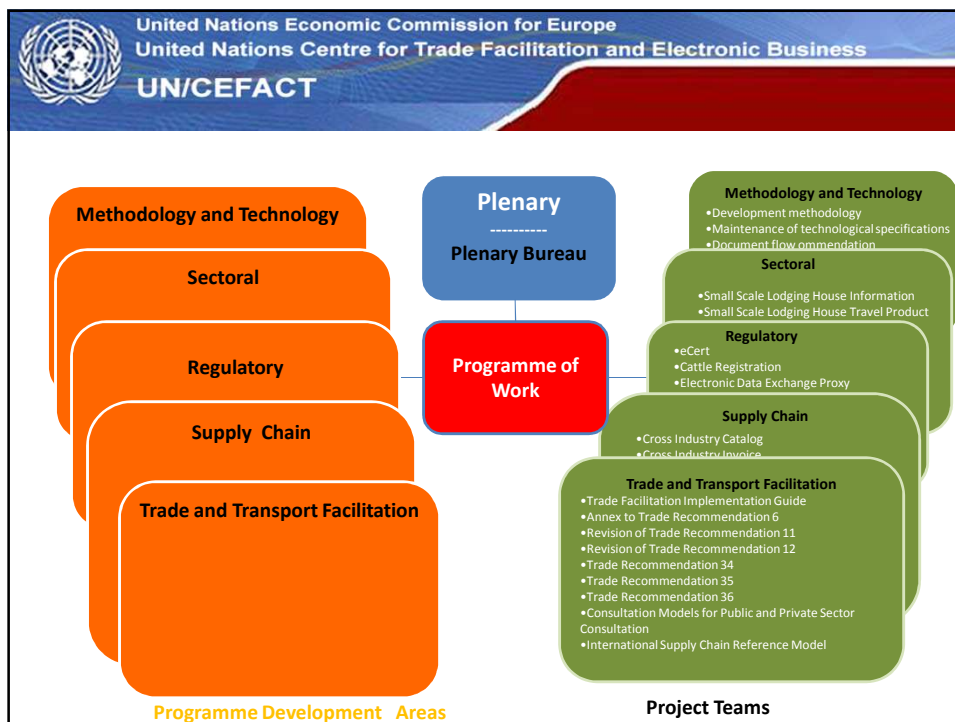 United Nations Economic Commission for Europe
United Nations Centre for Trade Facilitation and Electronic Business
UN/CEFACT
Methodology and Technology
Sectoral
Regulatory
Supply Chain
Trade and Transport Facilitation
Programme Development Areas
Plenary
----------
Plenary Bureau
Programme of
Work
Methodology and Technology
•Development methodology
•Maintenance of technological specifications
•Document flow ommendation
Sectoral
•Small Scale Lodging House Information
•Small Scale Lodging House Travel Product
Regulatory
•eCert
•Cattle Registration
•Electronic Data Exchange Proxy
Supply Chain
•Cross Industry Catalog
•Cross Industry Invoice
Trade and Transport Facilitation
•Trade Facilitation Implementation Guide
•Annex to Trade Recommendation 6
•Revision of Trade Recommendation 11
•Revision of Trade Recommendation 12
•Trade Recommendation 34
•Trade Recommendation 35
•Trade Recommendation 36
•Consultation Models for Public and Private Sector
Consultation
•International Supply Chain Reference Model
Project Teams